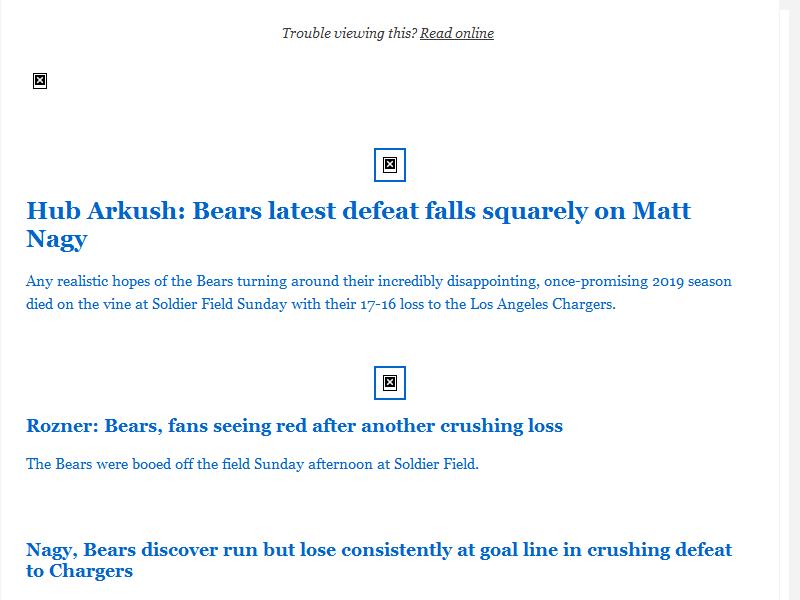 Trouble viewing this? Read online
Hub Arkush: Bears latest defeat falls squarely on Matt
Nagy
Any realistic hopes of the Bears turning around their incredibly disappointing, once-promising 2019 season
died on the vine at Soldier Field Sunday with their 17-16 loss to the Los Angeles Chargers.
Rozner: Bears, fans seeing red after another crushing loss
The Bears were booed off the field Sunday afternoon at Soldier Field.
Nagy, Bears discover run but lose consistently at goal line in crushing defeat
to Chargers